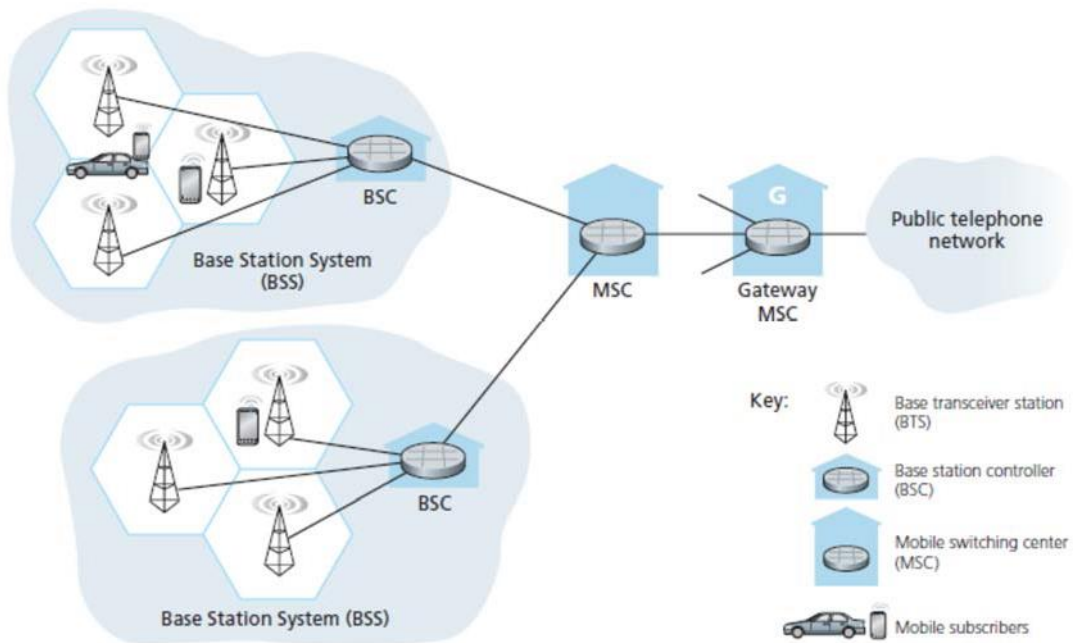 BSC
Base Station System
(BSS)
G
MSC
Gateway
MSC
Public telephone
network
BSC
Base Station System (BSS)
Key:
Base transceiver station
(BTS)
Base station controller
(BSC)
Mobile switching center
(MSC)
Mobile subscribers